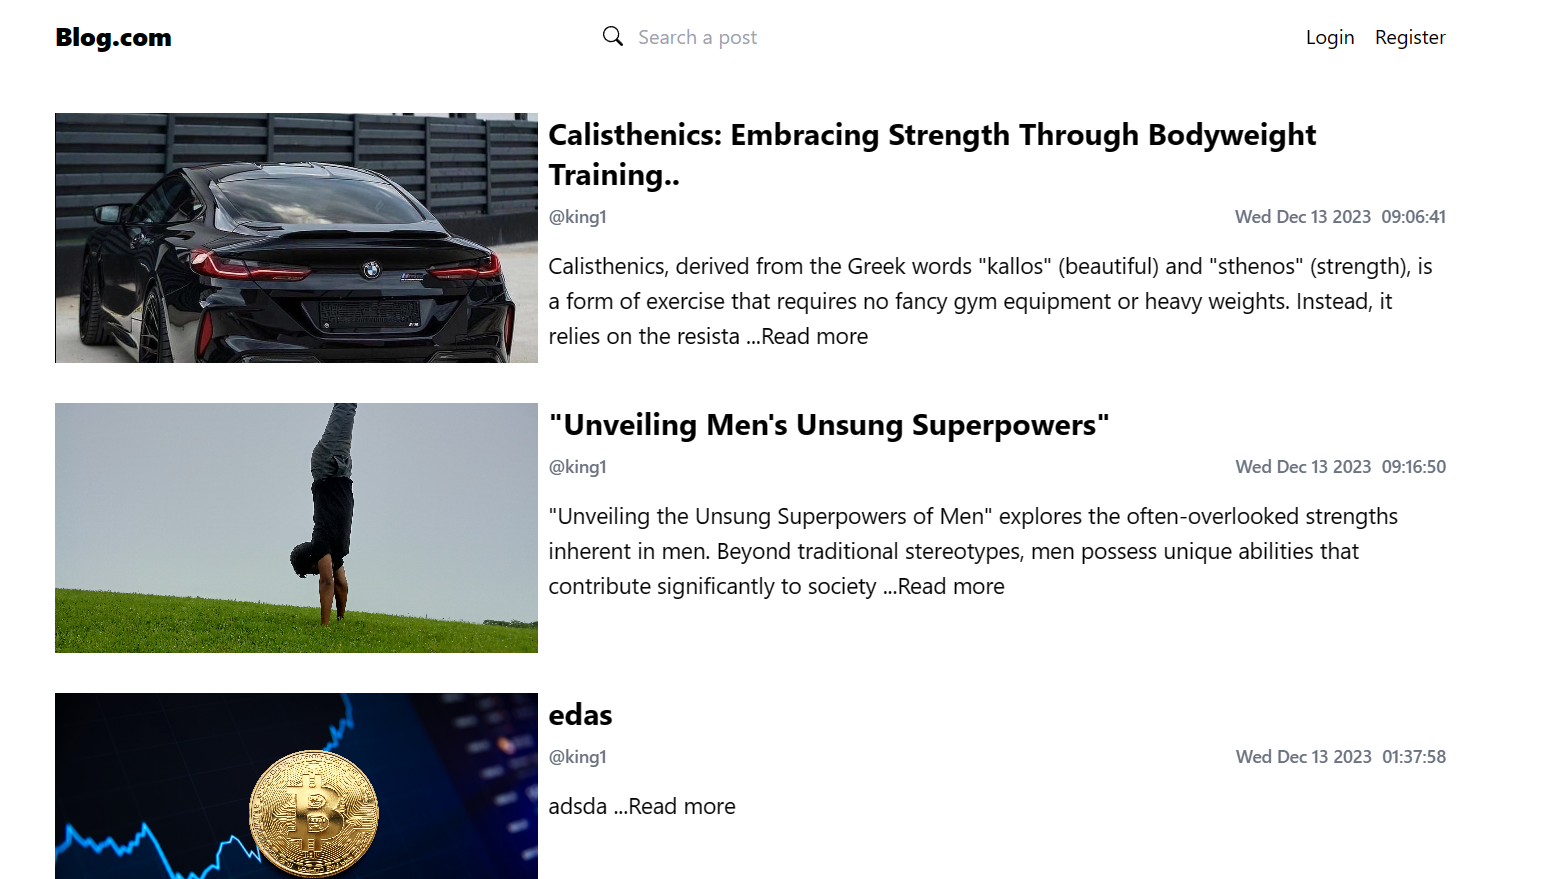 Blog.com
Search a post
Login Register
Calisthenics: Embracing Strength Through Bodyweight
Training..
@king1 Wed Dec 13 2023 09:06:41
Calisthenics, derived from the Greek words "kallos" (beautiful) and "sthenos" (strength), is
a form of exercise that requires no fancy gym equipment or heavy weights. Instead, it
relies on the resista ...Read more
"Unveiling Men's Unsung Superpowers"
@king1 Wed Dec 13 2023 09:16:50
"Unveiling the Unsung Superpowers of Men" explores the often-overlooked strengths
inherent in men. Beyond traditional stereotypes, men possess unique abilities that
contribute significantly to society ...Read more
edas
@king1 Wed Dec 13 2023 01:37:58
adsda ...Read more